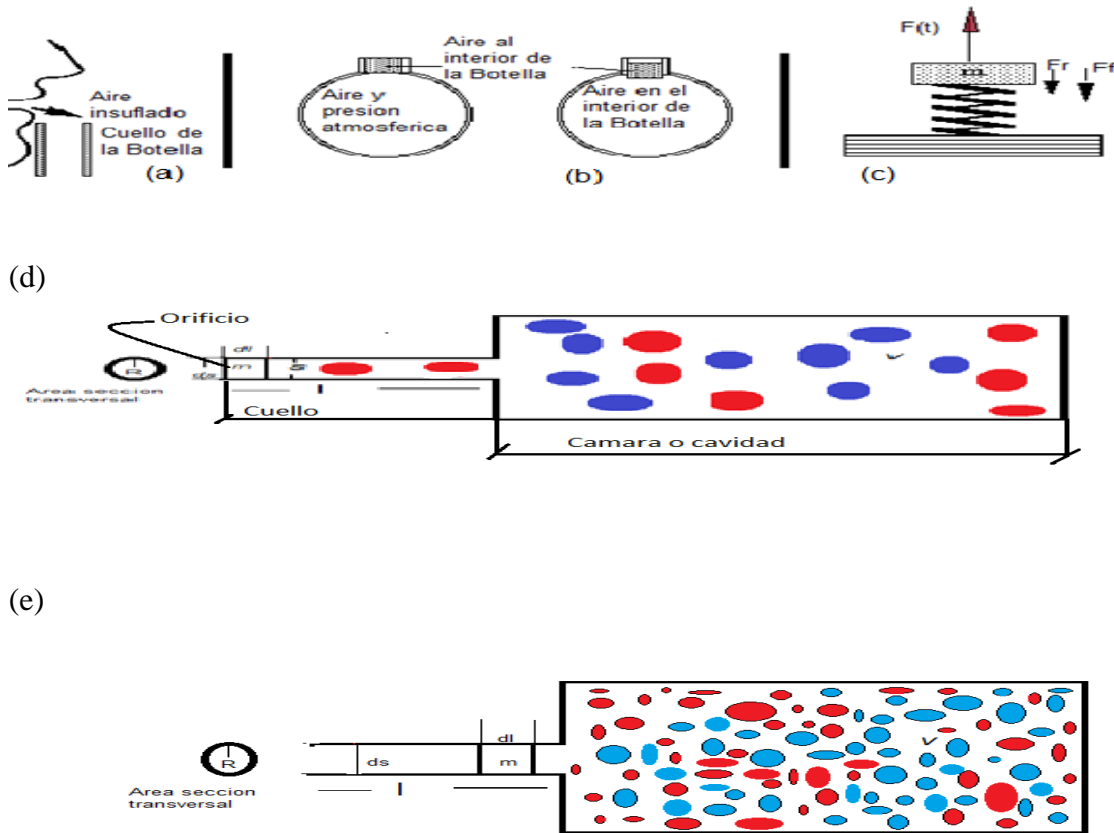 Aire
insuflado
Cuello de
la Botella
(a)
Aire al
interior de
la Botella
Aire y
presion
atmosferica
Aire en el
interior de
la Botella
(b)
F(t)
m
Fr
Ff
(c)
(d)
Orificio
dl
R
m
l
Area seccion
transversal
Cuello
v
Camara o cavidad
(e)
dl
R
ds
m
l
Area seccion
transversal
v